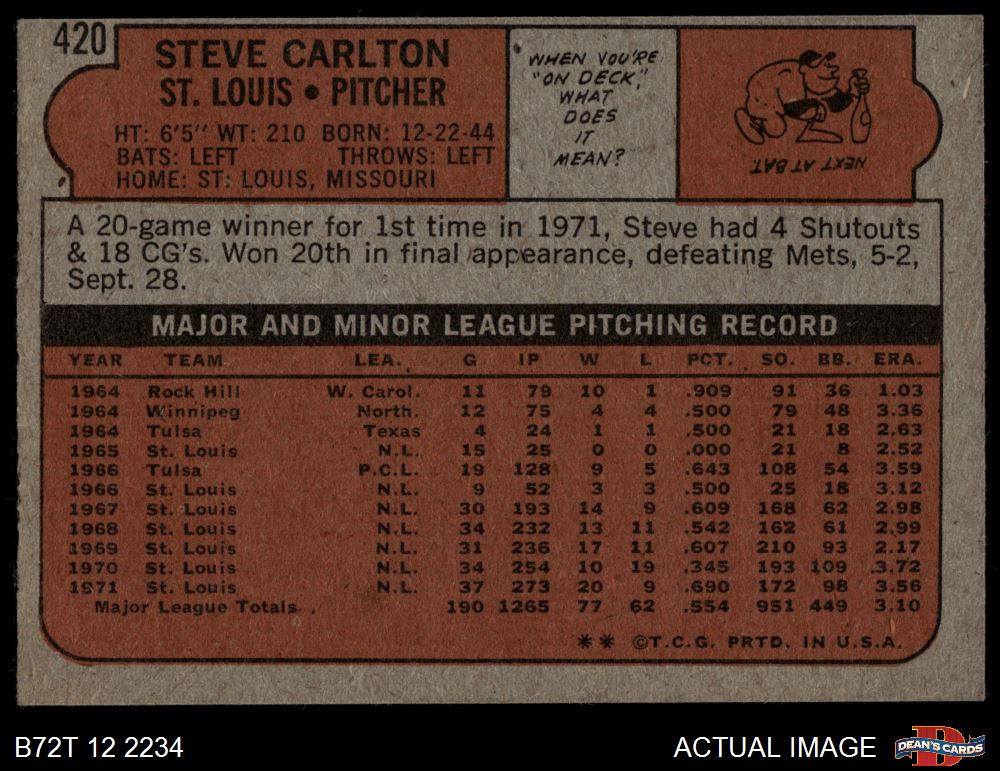 420
STEVE CARLTON
ST. LOUIS • PITCHER
HT: 6'5" WT: 210 BORN: 12-22-44
BATS: LEFT THROWS: LEFT
HOME: ST: LOUIS, MISSOURI
WHEN YOU'RE
"ON DECK,"
WHAT
DOES
IT
MEAN?
NEXT AT BAT.
A 20-game winner for 1st time in 1971, Steve had 4 Shutouts
& 18 CG's. Won 20th in final appearance, defeating Mets, 5-2,
Sept. 28.
MAJOR AND MINOR LEAGUE PITCHING RECORD
YEAR TEAM LEA. G IP W L PCT. SO. BB. ERA.
1964 Rock Hill W. Carol. 11 79 10 1 .909 91 36 1.03
1964 Winnipeg North. 12 75 4 4 .500 79 48 3.36
1964 Tulsa Texas 4 24 1 1 .500 21 18 2.63
1965 St. Louis N.L. 15 25 0 0 .000 21 8 2.52
1966 Tulsa P.C.L. 19 128 9 5 .643 108 54 3.59
1966 St. Louis N.L. 9 52 3 3 .500 25 18 3.12
1967 St. Louis N.L. 30 193 14 9 .609 168 62 2.98
1968 St. Louis N.L. 34 232 13 11 .542 162 61 2.99
1969 St. Louis N.L. 31 236 17 11 .607 210 93 2.17
1970 St. Louis N.L. 34 254 10 19 .345 193 109 3.72
1971 St. Louis N.L. 37 273 20 9 .690 172 98 3.56
Major League Totals 190 1265 77 62 .554 951 449 3.10
** ©T.C.G. PRTD. IN U.S.A.
B72T 12 2234
ACTUAL IMAGE
DEAN'S CARDS